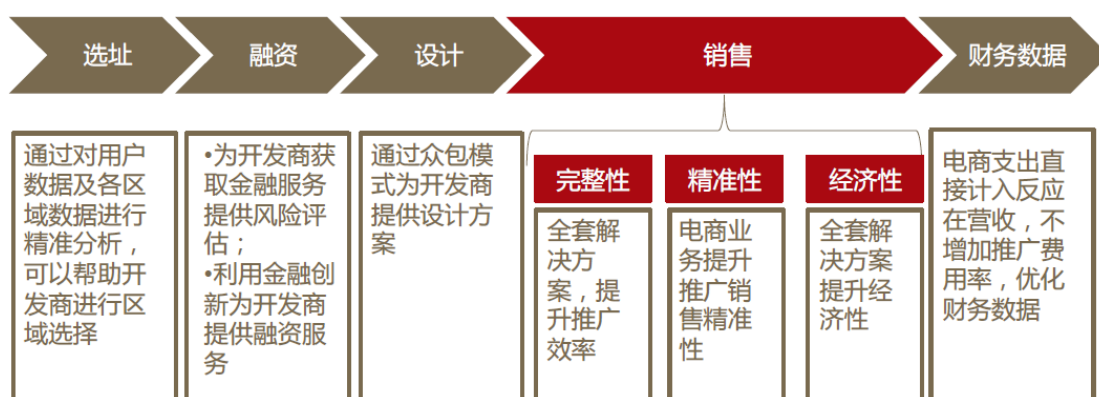 选址
融资
设计
销售
财务数据
通过对用户
数据及各区
域数据进行
精准分析，
可以帮助开
发商进行区
域选择
•为开发商获
取金融服务
提供风险评
估；
•利用金融创
新为开发商
提供融资服
务
通过众包模
式为开发商
提供设计方
案
完整性
全套解
决方
案，提
升推广
效率
精准性
电商业
务提升
推广销
售精准
性
经济性
全套解
决方案
提升经
济性
电商支出直
接计入反应
在营收，不
增加推广费
用率，优化
财务数据